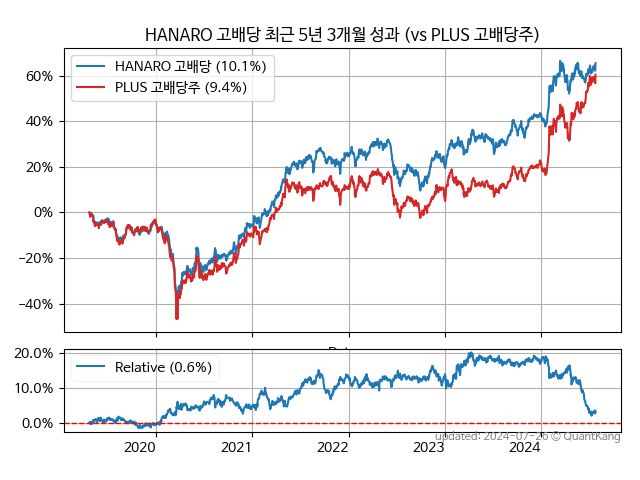 HANARO 고배당 최근 5년 3개월 성과 (vs PLUS 고배당주)
HANARO 고배당 (10.1%)
PLUS 고배당주 (9.4%)
60%
40%
20%
0%
−20%
−40%
20.0%
10.0%
0.0%
Relative (0.6%)
2020
2021
2022
2023
2024
updated: 2024-07-26 © QuantKang